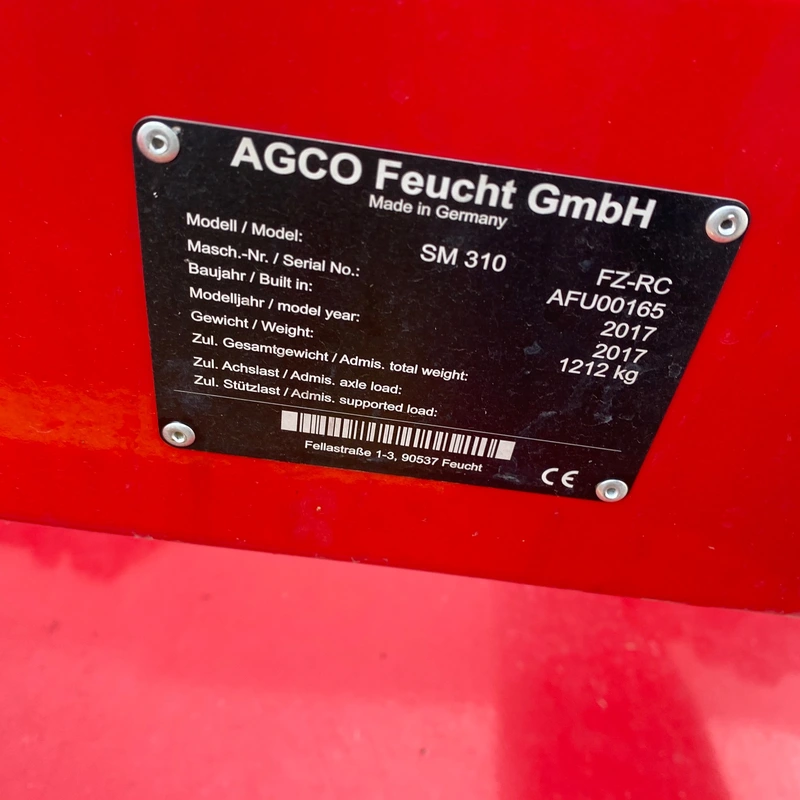 AGCO Feucht GmbH
Made in Germany
Modell / Model: SM 310 FZ-RC
Masch.-Nr. / Serial No.: AFU00165
Baujahr / Built in: 2017
Modelljahr / model year: 2017
Gewicht / Weight: 1212 kg
Zul. Gesamtgewicht / Admis. total weight:
Zul. Achslast / Admis. axle load:
Zul. Stützlast / Admis. supported load:
Fellastraße 1-3, 90537 Feucht
CE